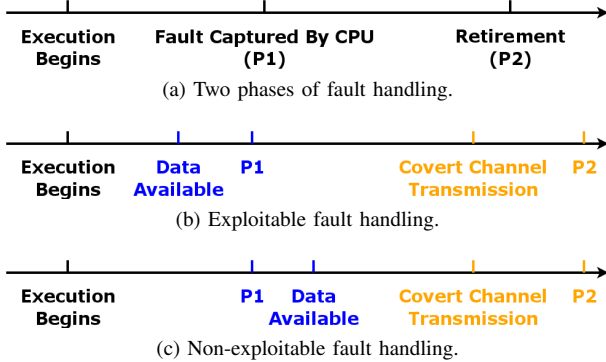 Execution Begins
Fault Captured By CPU (P1)
Retirement (P2)
(a) Two phases of fault handling.
Execution Begins
Data Available
P1
Covert Channel Transmission
P2
(b) Exploitable fault handling.
Execution Begins
P1
Data Available
Covert Channel Transmission
P2
(c) Non-exploitable fault handling.